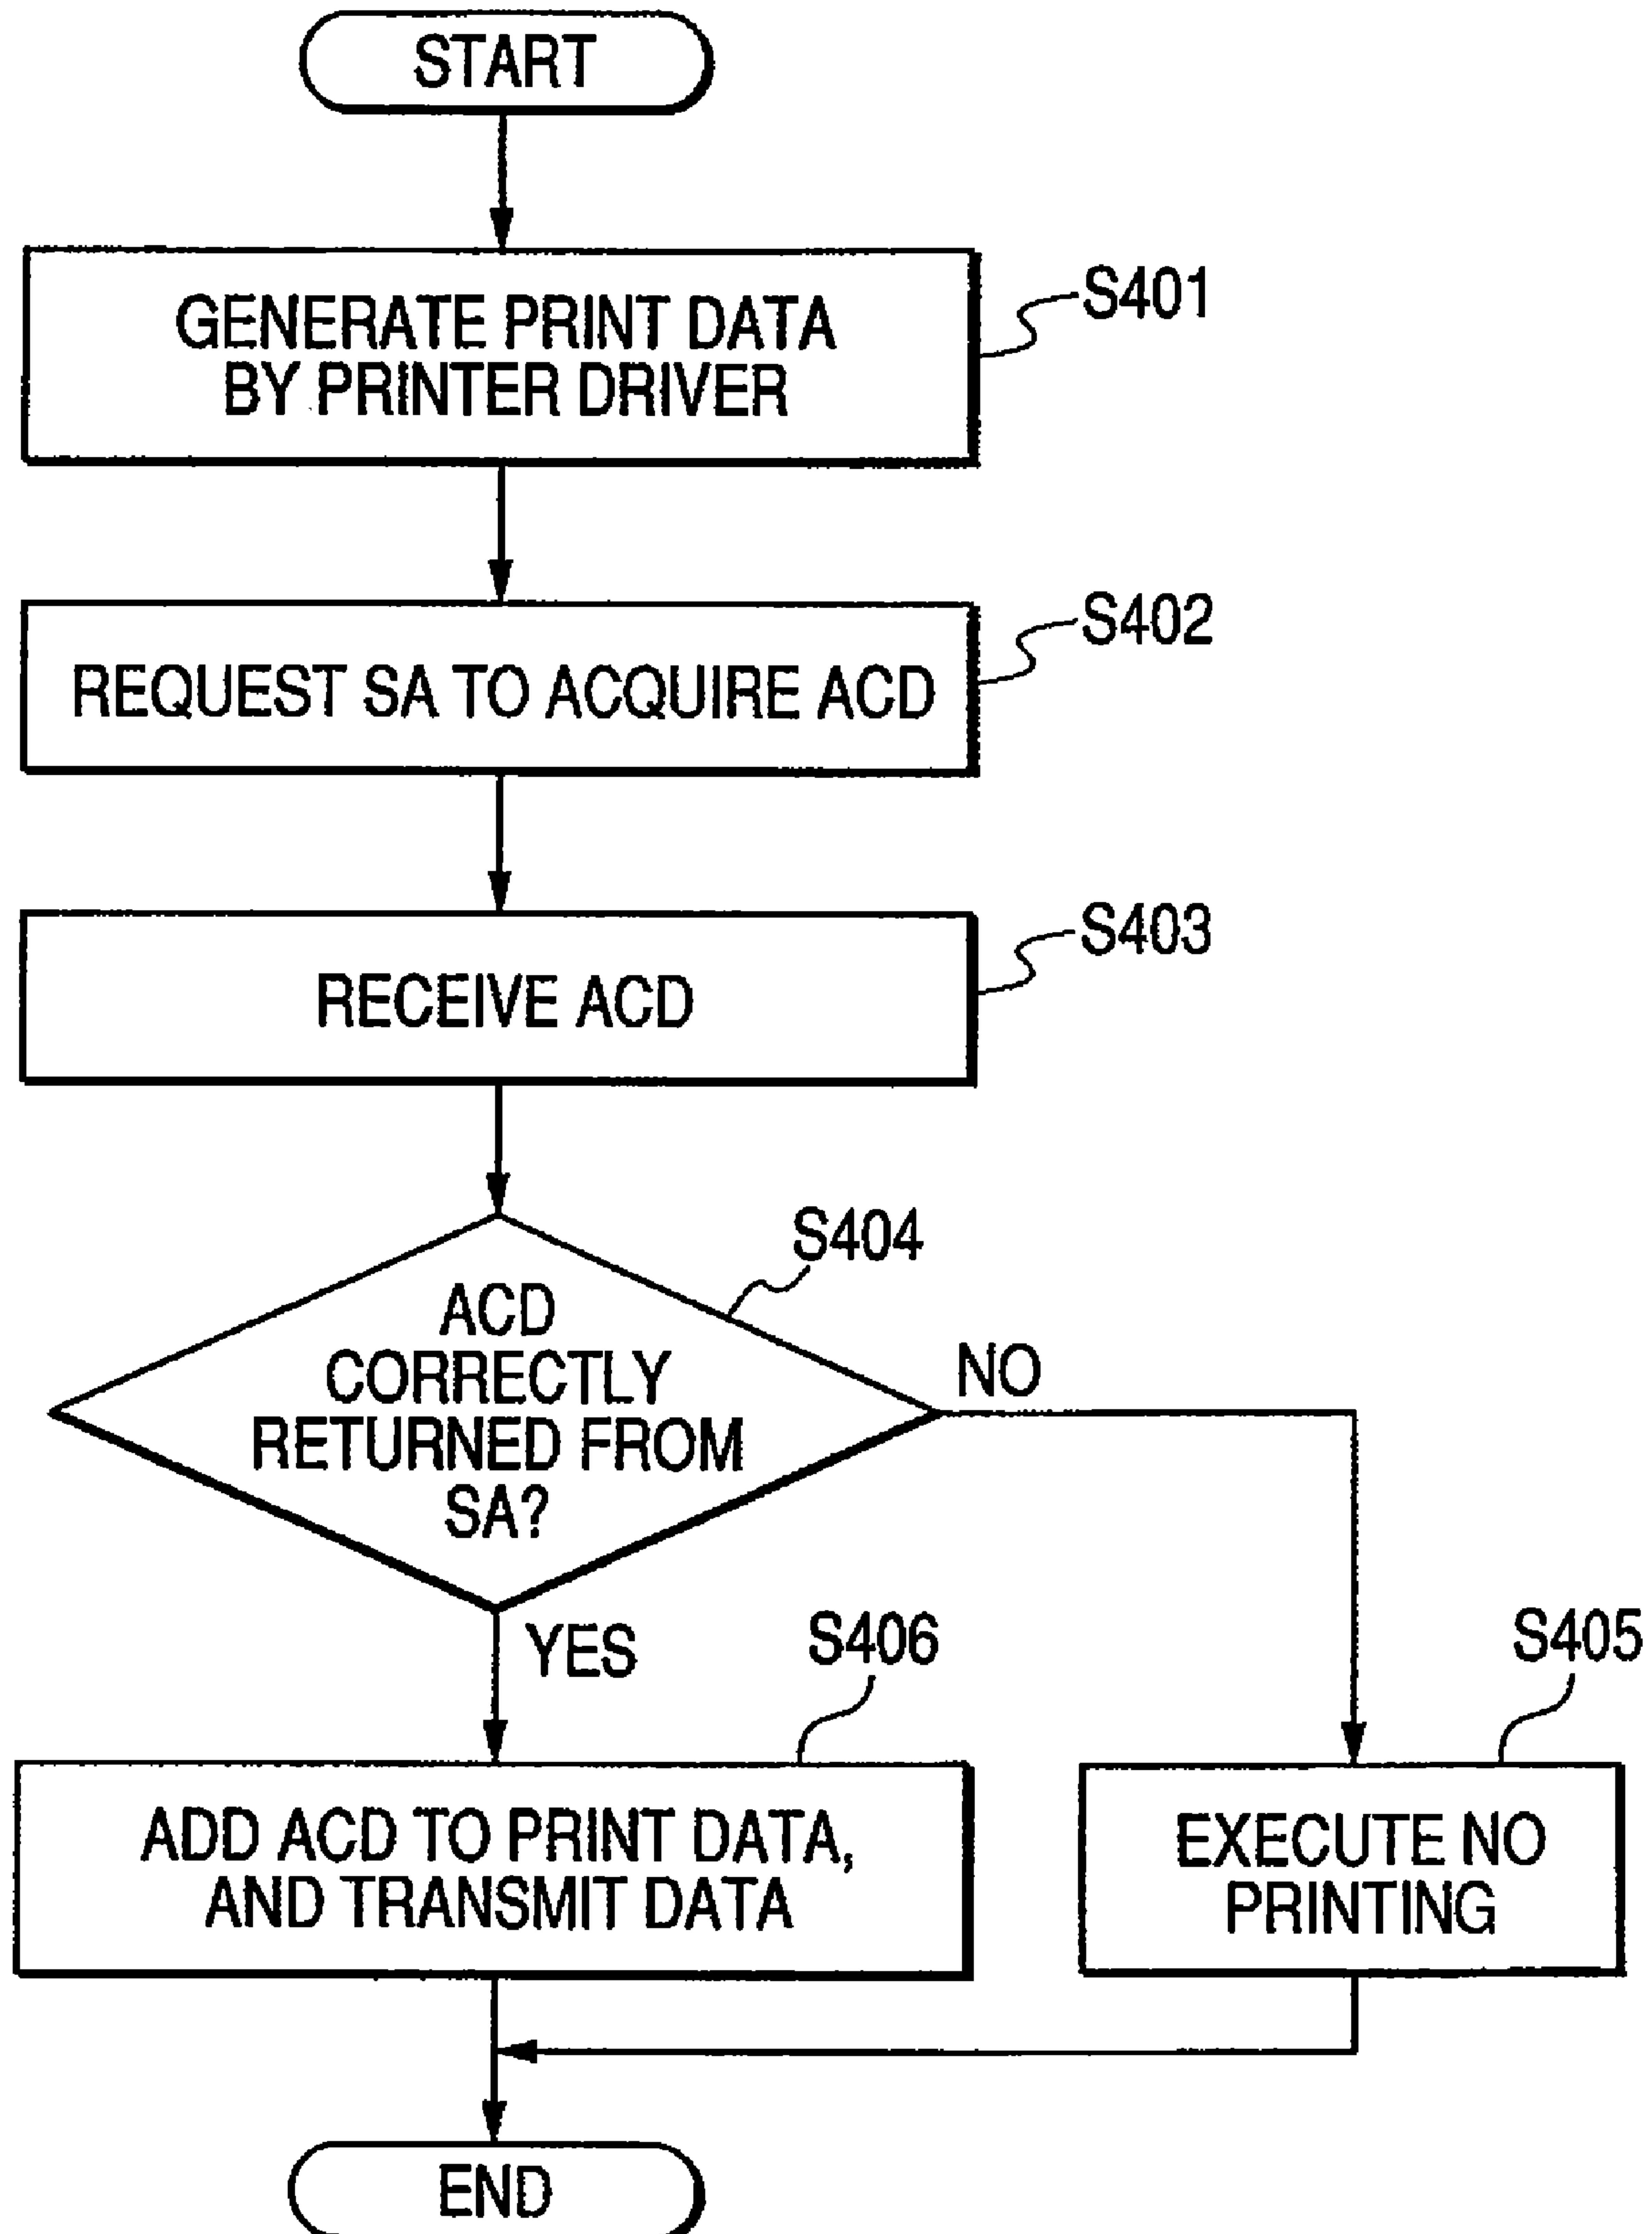 START
GENERATE PRINT DATA
BY PRINTER DRIVER
S401
REQUEST SA TO ACQUIRE ACD
S402
RECEIVE ACD
S403
ACD
CORRECTLY
RETURNED FROM
SA?
S404
NO
YES
S406
ADD ACD TO PRINT DATA,
AND TRANSMIT DATA
S405
EXECUTE NO
PRINTING
END